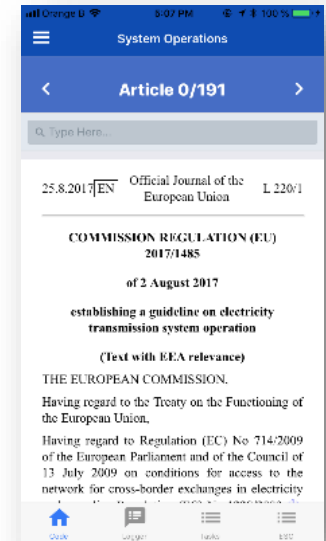 Orange B 5:07 PM 100 %
System Operations
Article 0/191
Type Here...
25.8.2017 EN Official Journal of the European Union L 220/1
COMMISSION REGULATION (EU)
2017/1485
of 2 August 2017
establishing a guideline on electricity
transmission system operation
(Text with EEA relevance)
THE EUROPEAN COMMISSION,
Having regard to the Treaty on the Functioning of
the European Union,
Having regard to Regulation (EC) No 714/2009
of the European Parliament and of the Council of
13 July 2009 on conditions for access to the
network for cross-border exchanges in electricity
Code Logger Tasks ESC